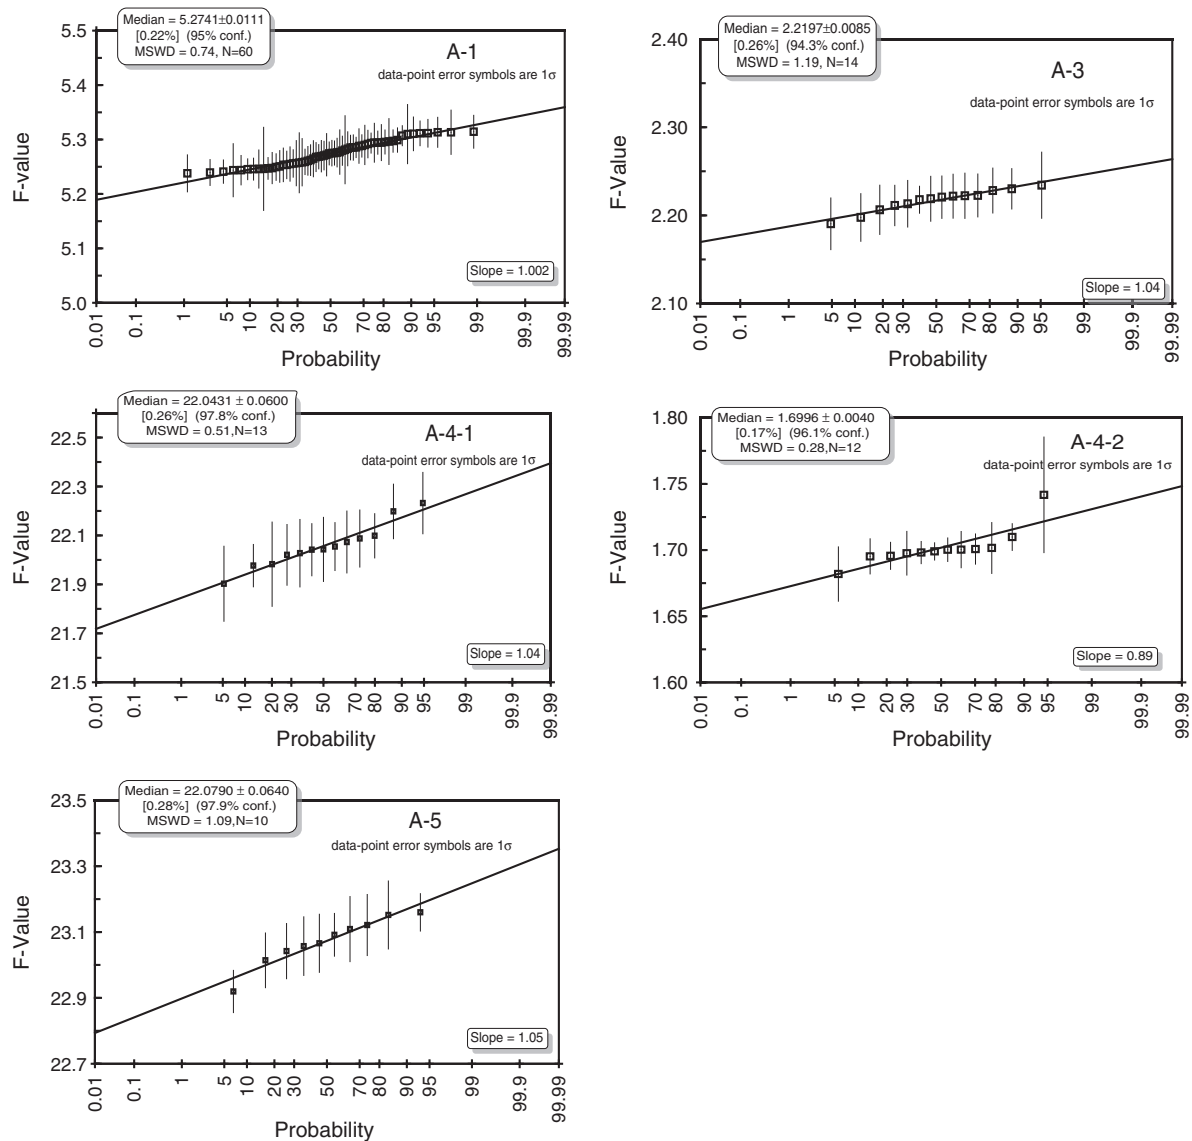 Median = 5.2741±0.0111
[0.22%] (95% conf.)
MSWD = 0.74, N=60
A-1
data-point error symbols are 1σ
F-value
5.5
5.4
5.3
5.2
5.1
5.0
Slope = 1.002
0.01 0.1 1 5 10 20 30 50 70 80 90 95 99 99.9 99.99
Probability
Median = 2.2197±0.0085
[0.26%] (94.3% conf.)
MSWD = 1.19, N=14
A-3
data-point error symbols are 1σ
F-Value
2.40
2.30
2.20
2.10
Slope = 1.04
0.01 0.1 1 5 10 20 30 50 70 80 90 95 99 99.9 99.99
Probability
Median = 22.0431 ± 0.0600
[0.26%] (97.8% conf.)
MSWD = 0.51,N=13
A-4-1
data-point error symbols are 1σ
F-Value
22.5
22.3
22.1
21.9
21.7
21.5
Slope = 1.04
0.01 0.1 1 5 10 20 30 50 70 80 90 95 99 99.9 99.99
Probability
Median = 1.6996 ± 0.0040
[0.17%] (96.1% conf.)
MSWD = 0.28,N=12
A-4-2
data-point error symbols are 1σ
F-Value
1.80
1.75
1.70
1.65
1.60
Slope = 0.89
0.01 0.1 1 5 10 20 30 50 70 80 90 95 99 99.9 99.99
Probability
Median = 22.0790 ± 0.0640
[0.28%] (97.9% conf.)
MSWD = 1.09,N=10
A-5
data-point error symbols are 1σ
F-Value
23.5
23.3
23.1
22.9
22.7
Slope = 1.05
0.01 0.1 1 5 10 20 30 50 70 80 90 95 99 99.9 99.99
Probability